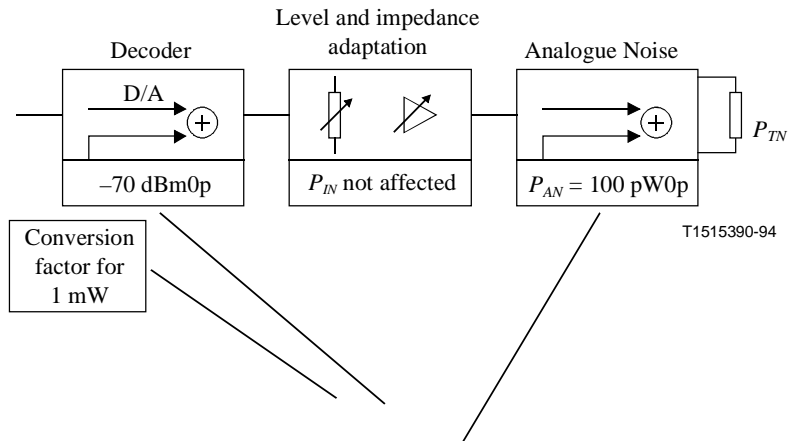 Level and impedance
adaptation
Decoder
Analogue Noise
D/A
–70 dBm0p
P_IN not affected
P_AN = 100 pW0p
P_TN
T1515390-94
Conversion
factor for
1 mW